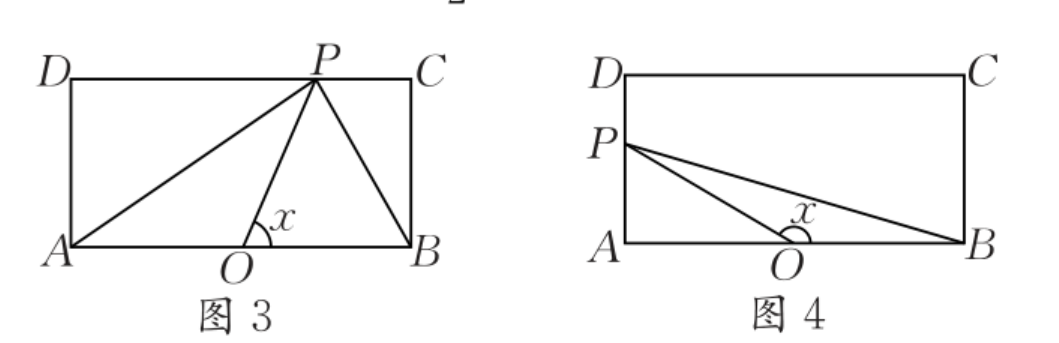 D P C D C
P
x x
A O B A O B
图 3 图 4